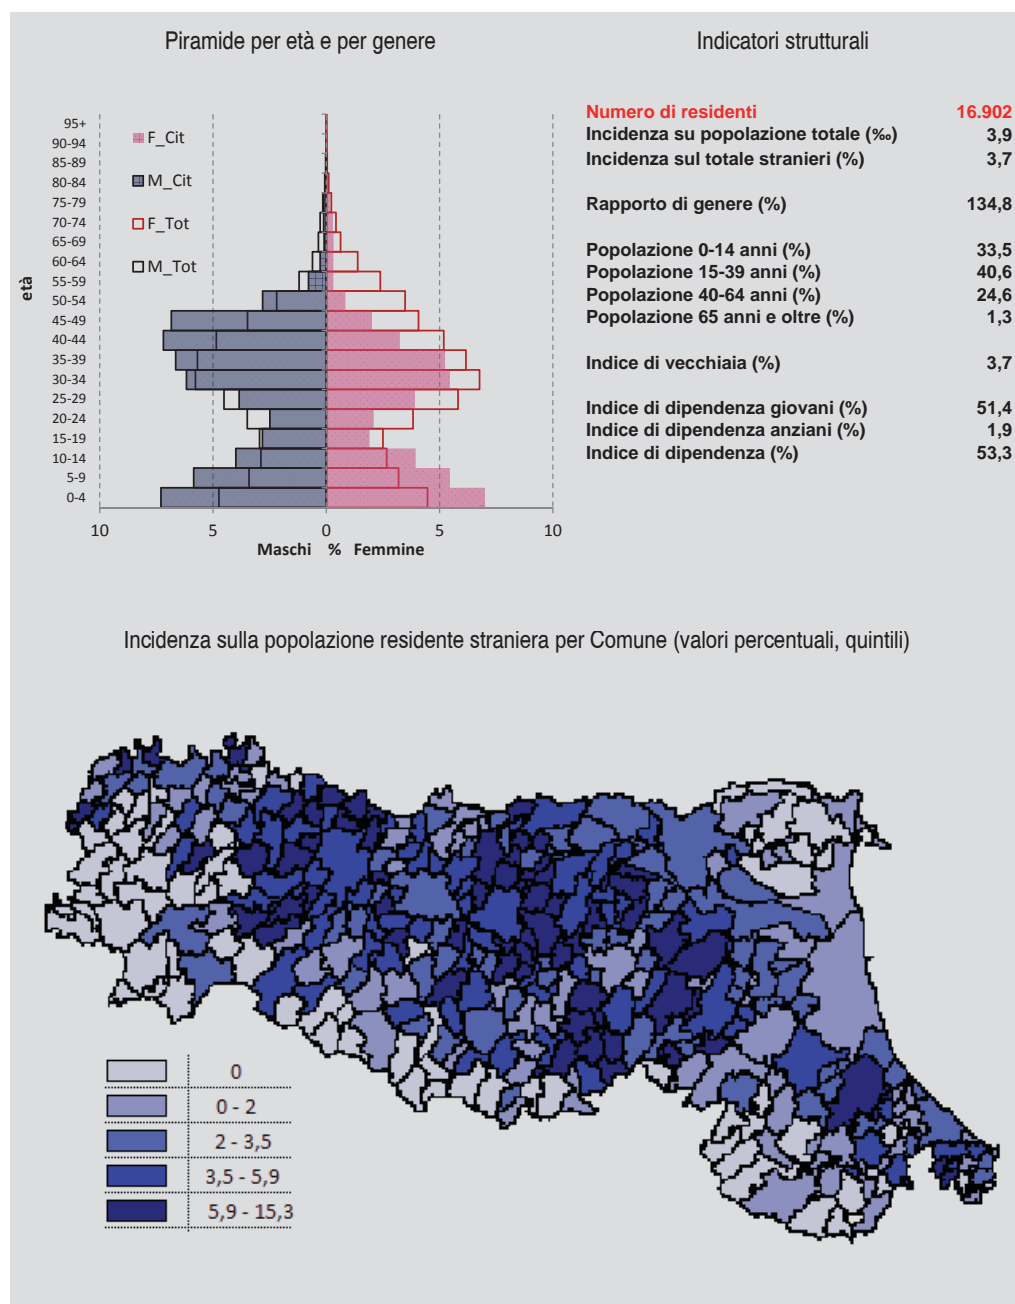 Piramide per età e per genere
95+
90-94
85-89
80-84
75-79
70-74
65-69
60-64
55-59
50-54
45-49
40-44
35-39
30-34
25-29
20-24
15-19
10-14
5-9
0-4
età
F_Cit
M_Cit
F_Tot
M_Tot
10 5 0 5 10
Maschi % Femmine
Indicatori strutturali
Numero di residenti 16.902
Incidenza su popolazione totale (‰) 3,9
Incidenza sul totale stranieri (%) 3,7
Rapporto di genere (%) 134,8
Popolazione 0-14 anni (%) 33,5
Popolazione 15-39 anni (%) 40,6
Popolazione 40-64 anni (%) 24,6
Popolazione 65 anni e oltre (%) 1,3
Indice di vecchiaia (%) 3,7
Indice di dipendenza giovani (%) 51,4
Indice di dipendenza anziani (%) 1,9
Indice di dipendenza (%) 53,3
Incidenza sulla popolazione residente straniera per Comune (valori percentuali, quintili)
0
0 - 2
2 - 3,5
3,5 - 5,9
5,9 - 15,3